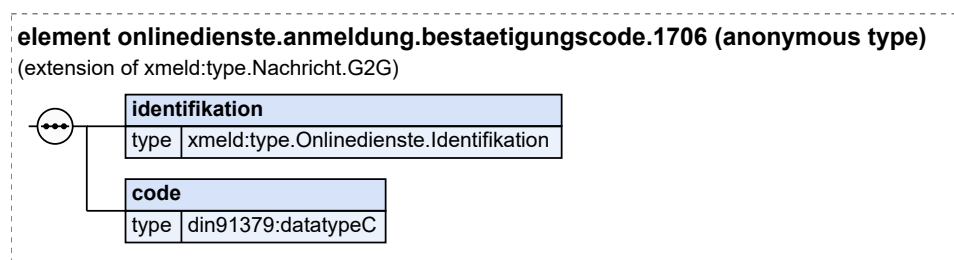 element onlinedienste.anmeldung.bestaetigungscode.1706 (anonymous type)
(extension of xmeld:type.Nachricht.G2G)
identifikation
type xmeld:type.Onlinedienste.Identifikation
code
type din91379:datatypeC